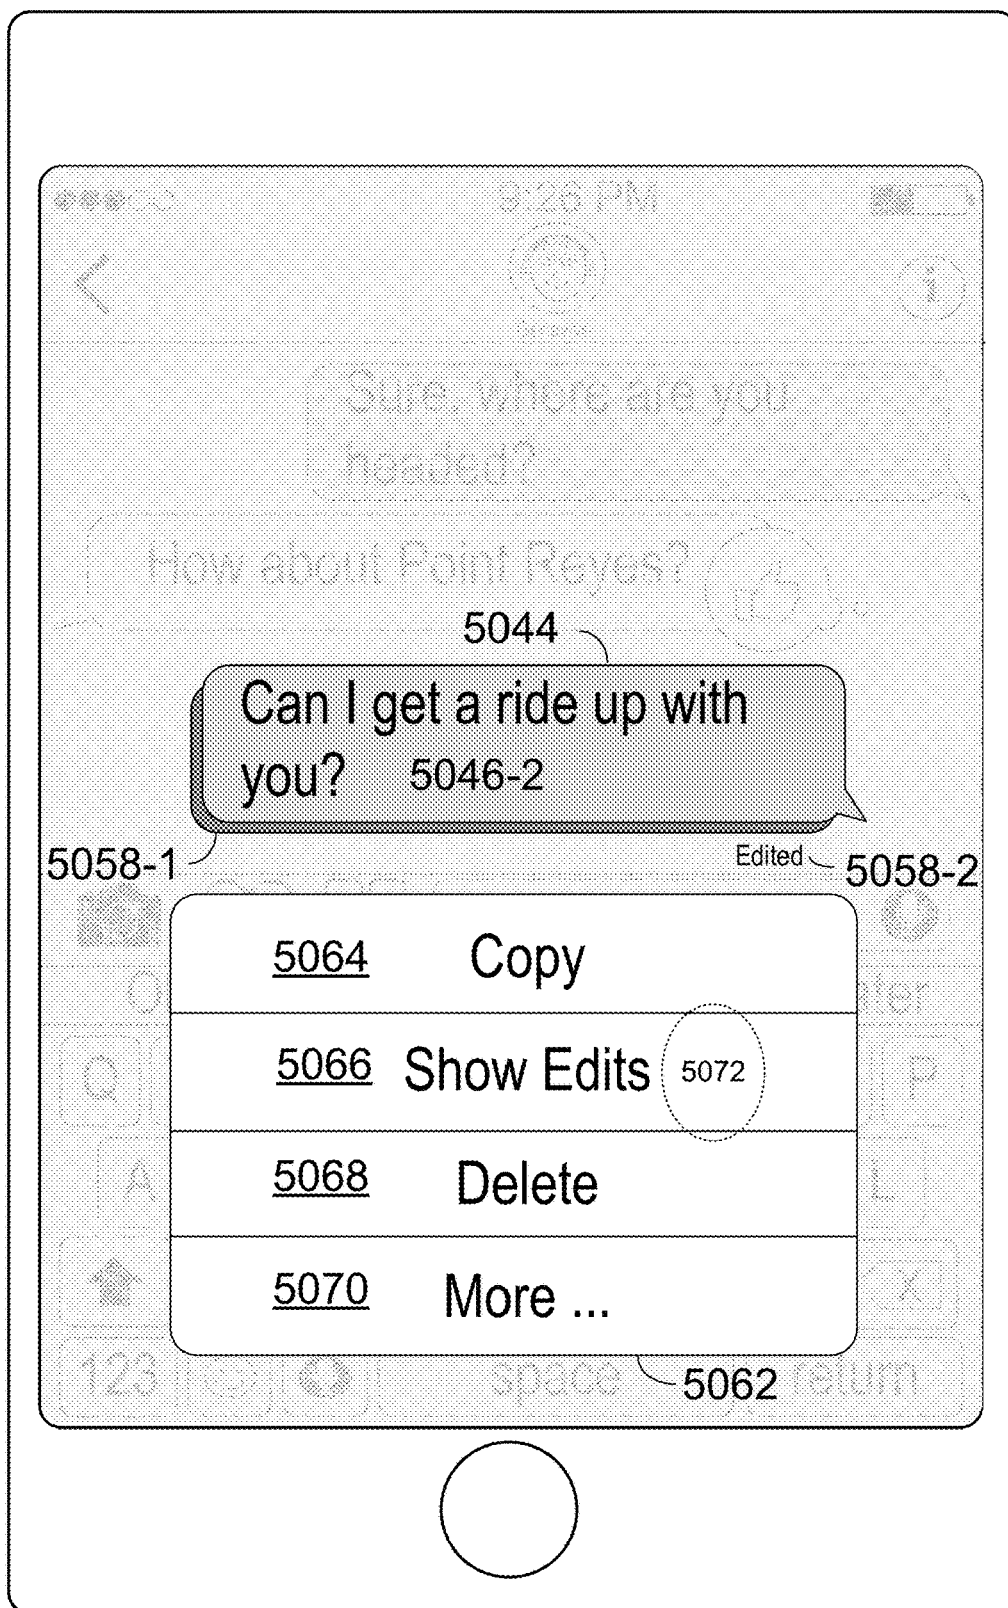 9:26 PM
i
Sure, where are you
headed?
How about Point Reyes?
5044
Can I get a ride up with
you? 5046-2
5058-1 Edited 5058-2
5064 Copy
Q 5066 Show Edits 5072 P
A 5068 Delete L
5070 More ... X
123 space 5062 return